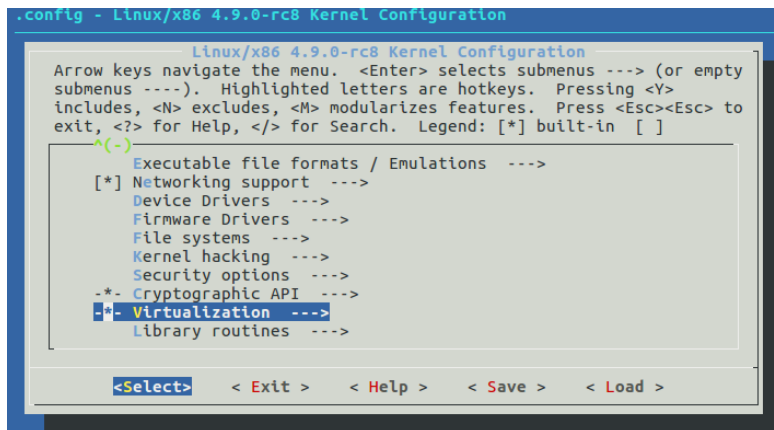 .config - Linux/x86 4.9.0-rc8 Kernel Configuration
Linux/x86 4.9.0-rc8 Kernel Configuration
Arrow keys navigate the menu.  <Enter> selects submenus ---> (or empty
submenus ----).  Highlighted letters are hotkeys.  Pressing <Y>
includes, <N> excludes, <M> modularizes features.  Press <Esc><Esc> to
exit, <?> for Help, </> for Search.  Legend: [*] built-in  [ ]
^(-)
Executable file formats / Emulations  --->
[*] Networking support  --->
Device Drivers  --->
Firmware Drivers  --->
File systems  --->
Kernel hacking  --->
Security options  --->
-*- Cryptographic API  --->
-*- Virtualization  --->
Library routines  --->
<Select>    < Exit >    < Help >    < Save >    < Load >